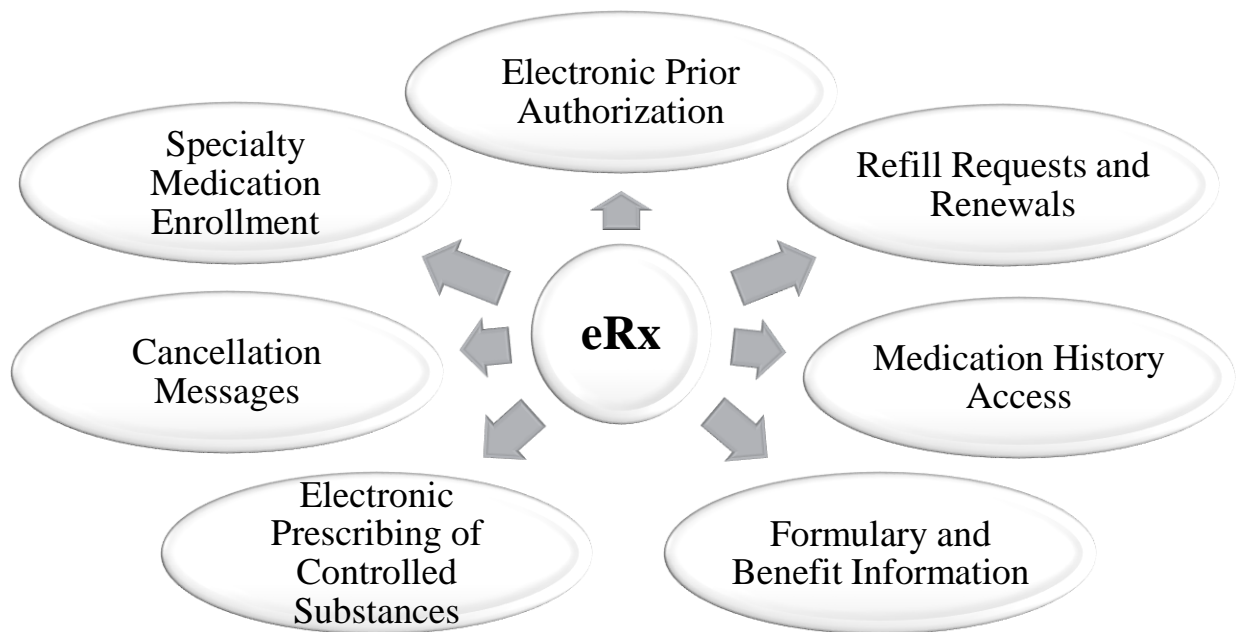 Electronic Prior
Authorization
Specialty
Medication
Enrollment
Refill Requests and
Renewals
eRx
Cancellation
Messages
Medication History
Access
Electronic
Prescribing of
Controlled
Substances
Formulary and
Benefit Information